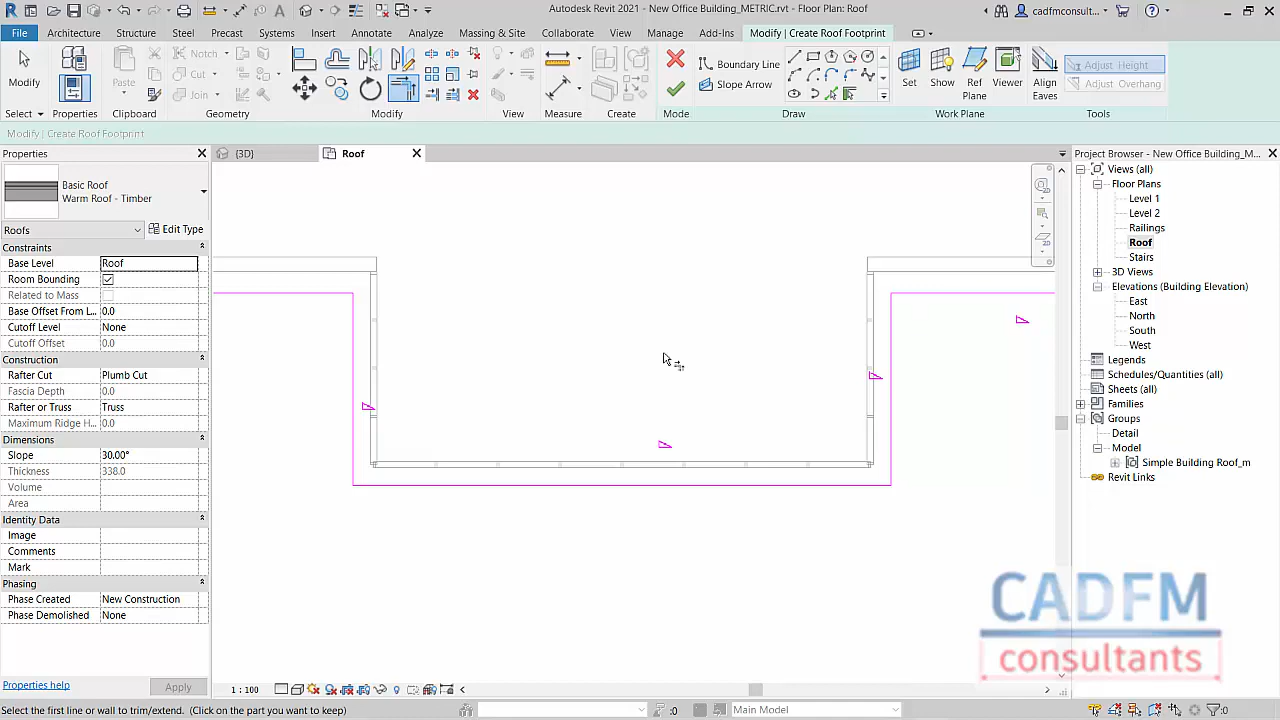 Autodesk Revit 2021 - New Office Building_METRIC.rvt - Floor Plan: Roof
cadfmconsult...
File
Architecture
Structure
Steel
Precast
Systems
Insert
Annotate
Analyze
Massing & Site
Collaborate
View
Manage
Add-Ins
Modify | Create Roof Footprint
Modify
Paste
Notch
Cut
Join
Boundary Line
Slope Arrow
Set
Show
Ref
Plane
Viewer
Align
Eaves
Adjust Height
Adjust Overhang
Select
Properties
Clipboard
Geometry
Modify
View
Measure
Create
Mode
Draw
Work Plane
Tools
Modify | Create Roof Footprint
Properties
{3D}
Roof
Project Browser - New Office Building_M...
Basic Roof
Warm Roof - Timber
Roofs
Edit Type
Constraints
Base Level Roof
Room Bounding
Related to Mass
Base Offset From L... 0.0
Cutoff Level None
Cutoff Offset 0.0
Construction
Rafter Cut Plumb Cut
Fascia Depth 0.0
Rafter or Truss Truss
Maximum Ridge H... 0.0
Dimensions
Slope 30.00°
Thickness 338.0
Volume
Area
Identity Data
Image
Comments
Mark
Phasing
Phase Created New Construction
Phase Demolished None
Properties help
Apply
Views (all)
Floor Plans
Level 1
Level 2
Railings
Roof
Stairs
3D Views
Elevations (Building Elevation)
East
North
South
West
Legends
Schedules/Quantities (all)
Sheets (all)
Families
Groups
Detail
Model
Simple Building Roof_m
Revit Links
CADFM
consultants
1 : 100
Select the first line or wall to trim/extend. (Click on the part you want to keep)
:0
Main Model
:0